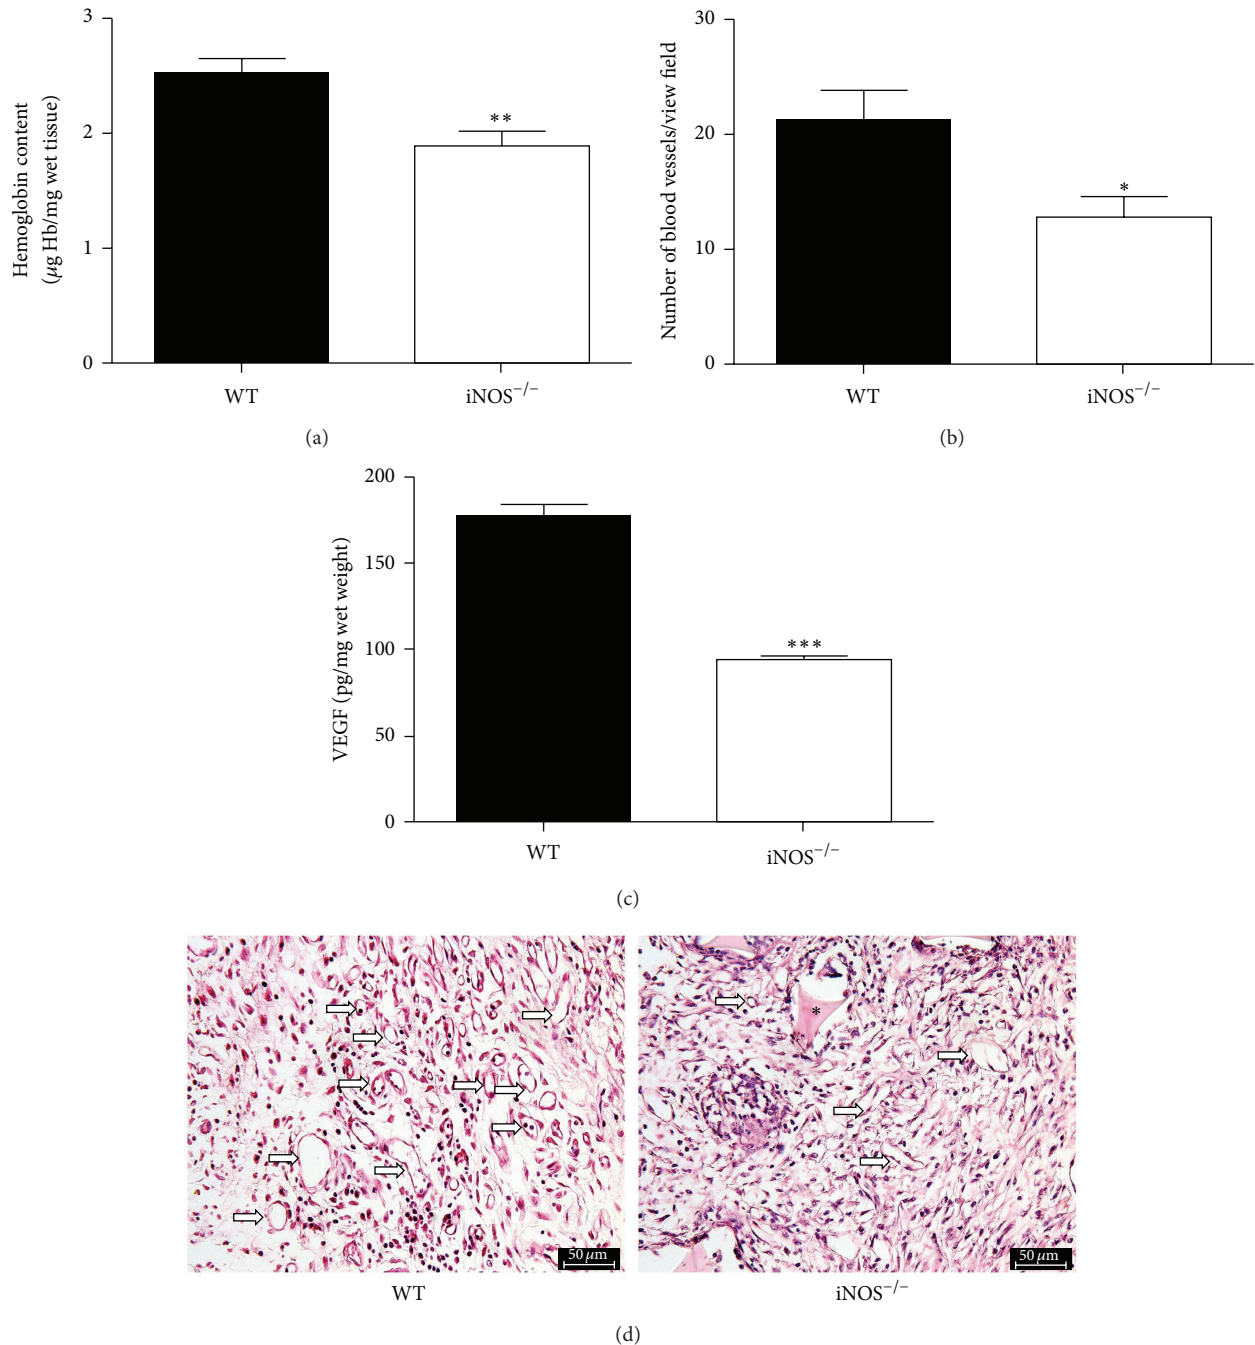 3
2
1
0
Hemoglobin content
(µg Hb/mg wet tissue)
**
WT
iNOS⁻/⁻
(a)
30
20
10
0
Number of blood vessels/view field
*
WT
iNOS⁻/⁻
(b)
200
150
100
50
0
VEGF (pg/mg wet weight)
***
WT
iNOS⁻/⁻
(c)
*
50 µm
50 µm
WT
iNOS⁻/⁻
(d)